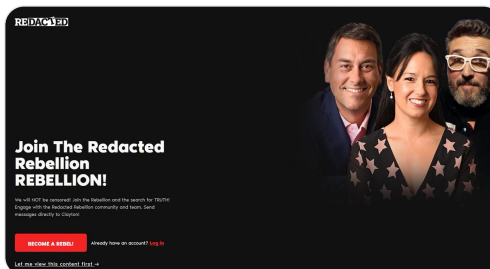 REDACTED
Join The Redacted
Rebellion
REBELLION!
We will NOT be censored! Join the Rebellion and the search for TRUTH!
Engage with the Redacted Rebellion community and team. Send
messages directly to Clayton!
BECOME A REBEL! Already have an account? Log in
Let me view this content first →